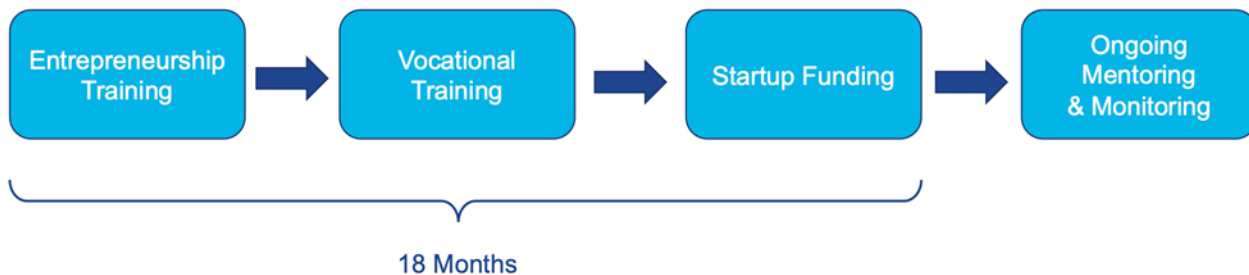 Entrepreneurship
Training
Vocational
Training
Startup Funding
Ongoing
Mentoring
& Monitoring
18 Months